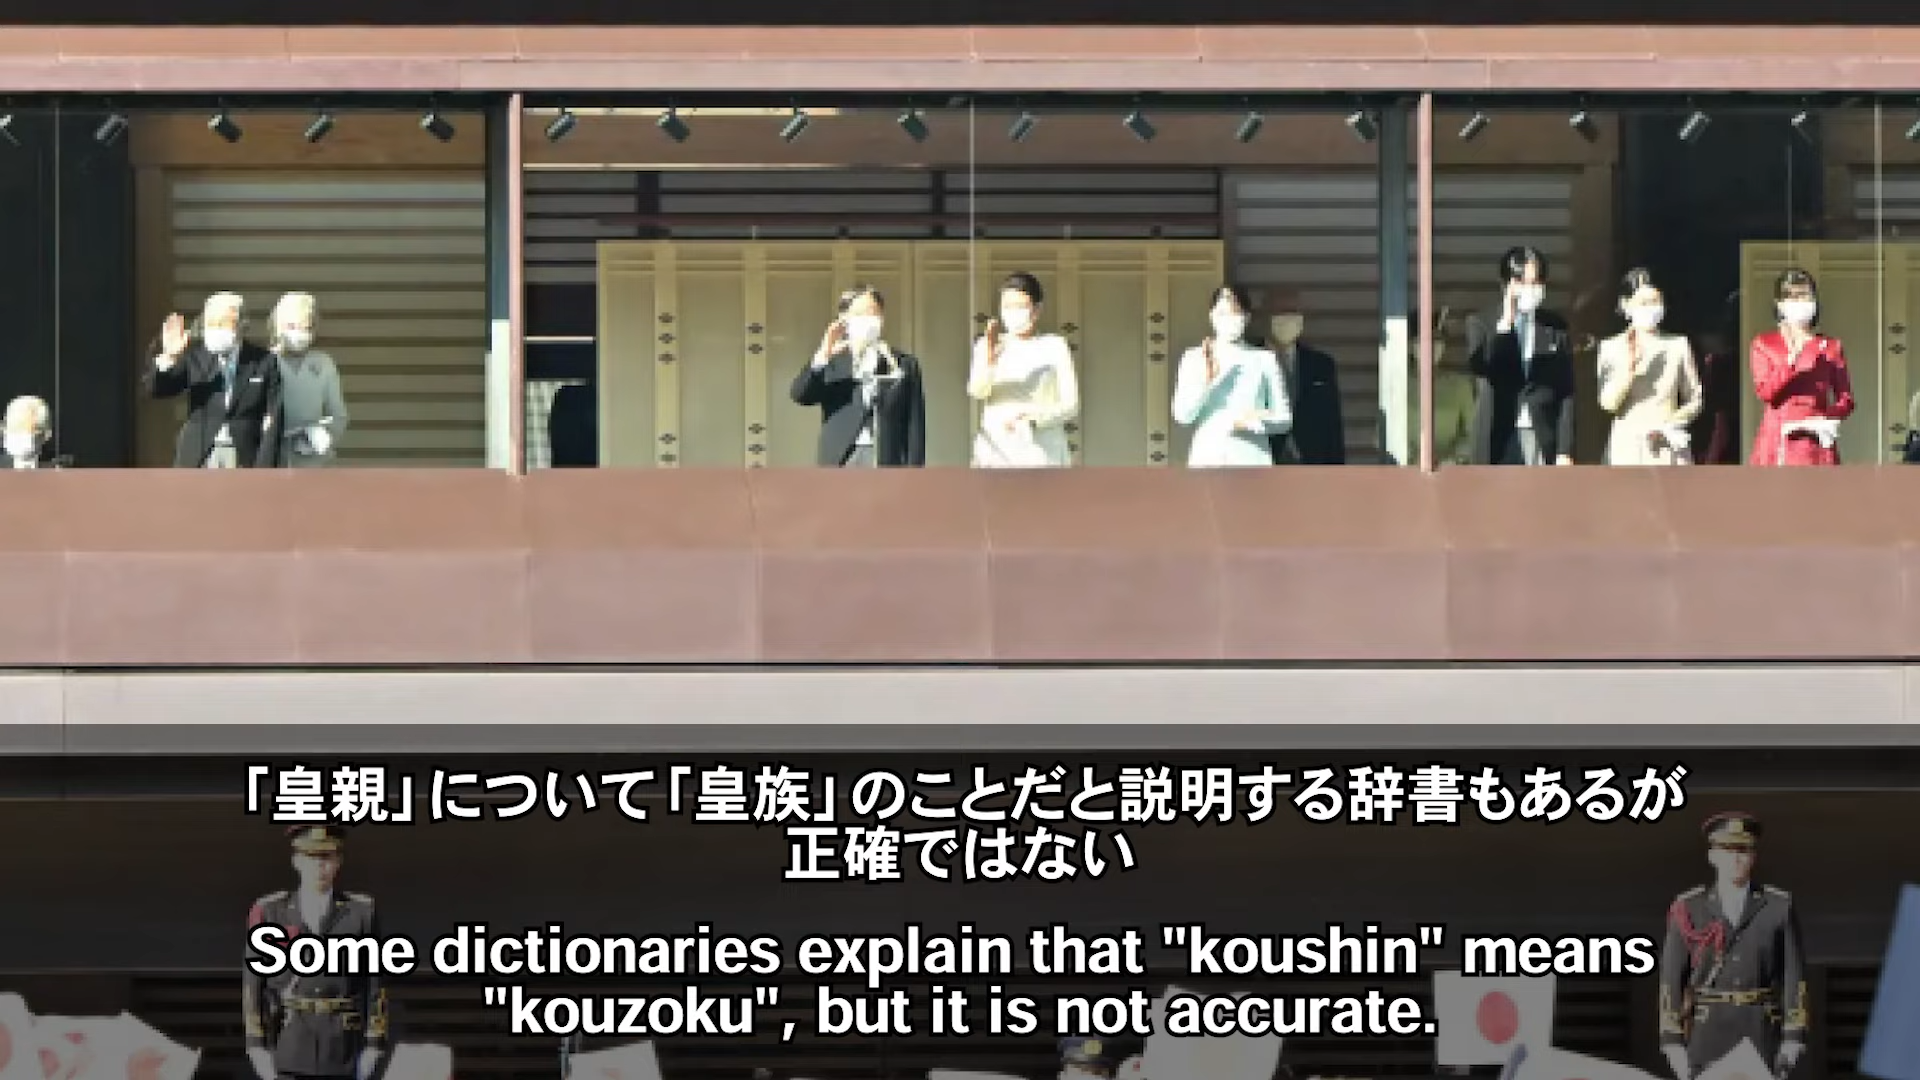 「皇親」について「皇族」のことだと説明する辞書もあるが
正確ではない
Some dictionaries explain that "koushin" means
"kouzoku", but it is not accurate.